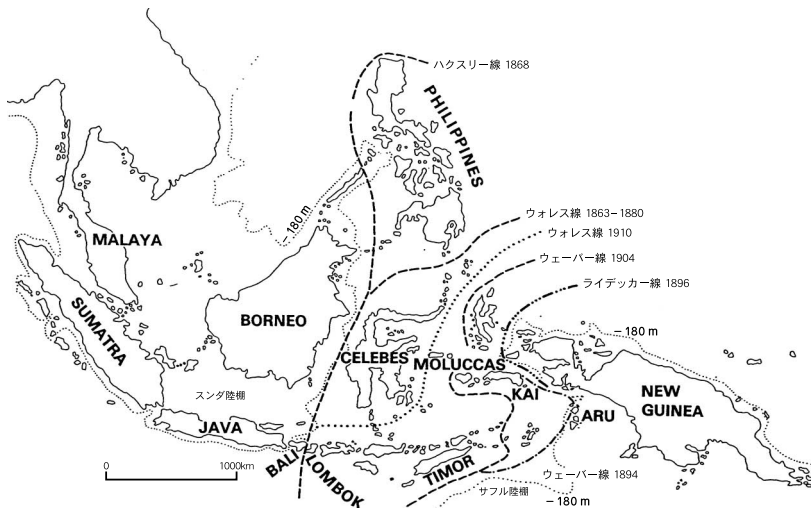 ハクスリー線 1868
PHILIPPINES
ウォレス線 1863-1880
ウォレス線 1910
ウェーバー線 1904
ライデッカー線 1896
-180 m
-180 m
MALAYA
SUMATRA
BORNEO
CELEBES
MOLUCCAS
KAI
ARU
NEW
GUINEA
スンダ陸棚
JAVA
BALI
LOMBOK
TIMOR
ウェーバー線 1894
サフル陸棚
-180 m
0
1000km